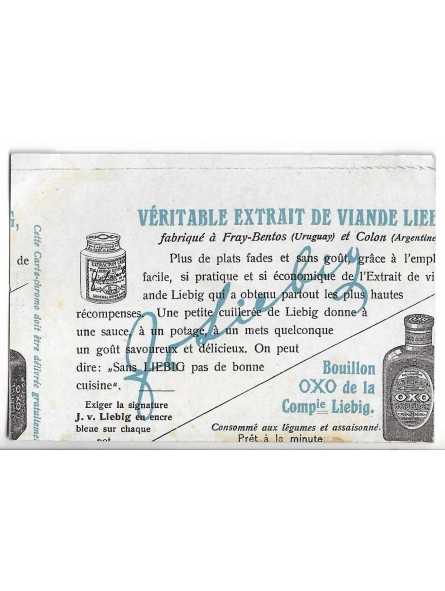 VÉRITABLE EXTRAIT DE VIANDE LIEB
fabriqué à Fray-Bentos (Uruguay) et Colon (Argentine
Plus de plats fades et sans goût, grâce à l'empl
facile, si pratique et si économique de l'Extrait de vi
ande Liebig qui a obtenu partout les plus hautes
récompenses. Une petite cuillerée de Liebig donne à
une sauce, à un potage, à un mets quelconque
un goût savoureux et délicieux. On peut
dire: „Sans LIEBIG pas de bonne
cuisine".
Exiger la signature
J. v. Liebig en encre
bleue sur chaque
pot.
Bouillon
OXO de la
Compie Liebig.
Consommé aux légumes et assaisonné.
Prêt à la minute.
G,
de
Cette Carte-chromo doit être délivrée gratuitemen
J v Liebig
OXO
OXO